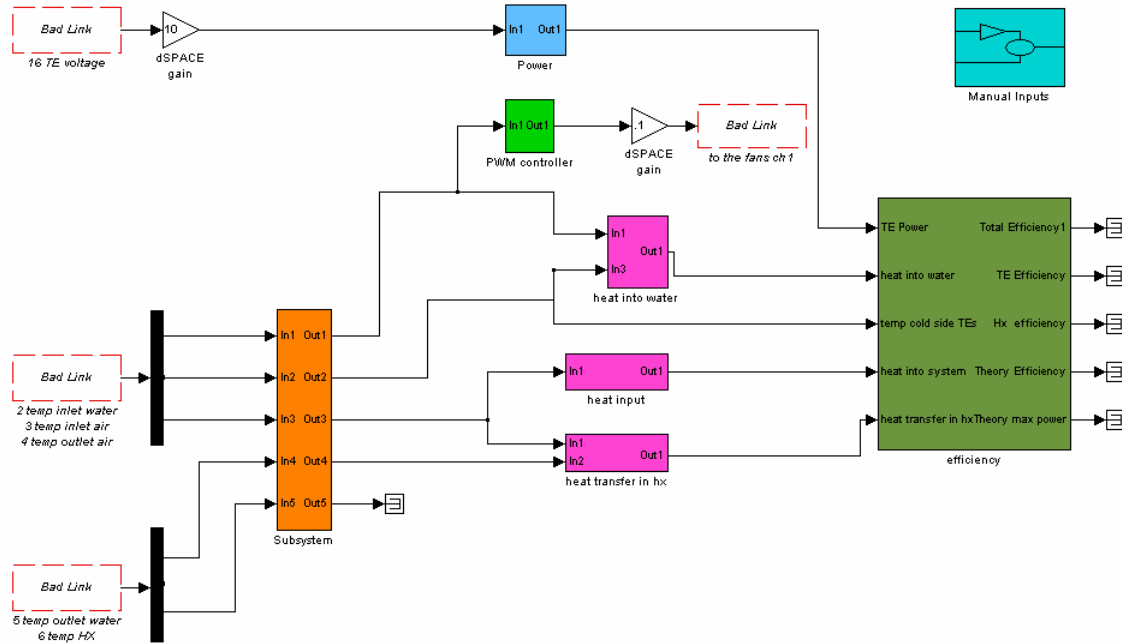 Bad Link
16 TE voltage
10
dSPACE
gain
In1 Out1
Power
Manual Inputs
In1 Out1
PWM controller
.1
dSPACE
gain
Bad Link
to the fans ch1
In1
Out1
In3
heat into water
TE Power Total Efficiency1
heat into water TE Efficiency
temp cold side TEs Hx efficiency
heat into system Theory Efficiency
heat transfer in hx Theory max power
efficiency
Bad Link
2 temp inlet water
3 temp inlet air
4 temp outlet air
In1 Out1
In2 Out2
In3 Out3
In4 Out4
In5 Out5
Subsystem
In1 Out1
heat input
In1
Out1
In2
heat transfer in hx
Bad Link
5 temp outlet water
6 temp HX